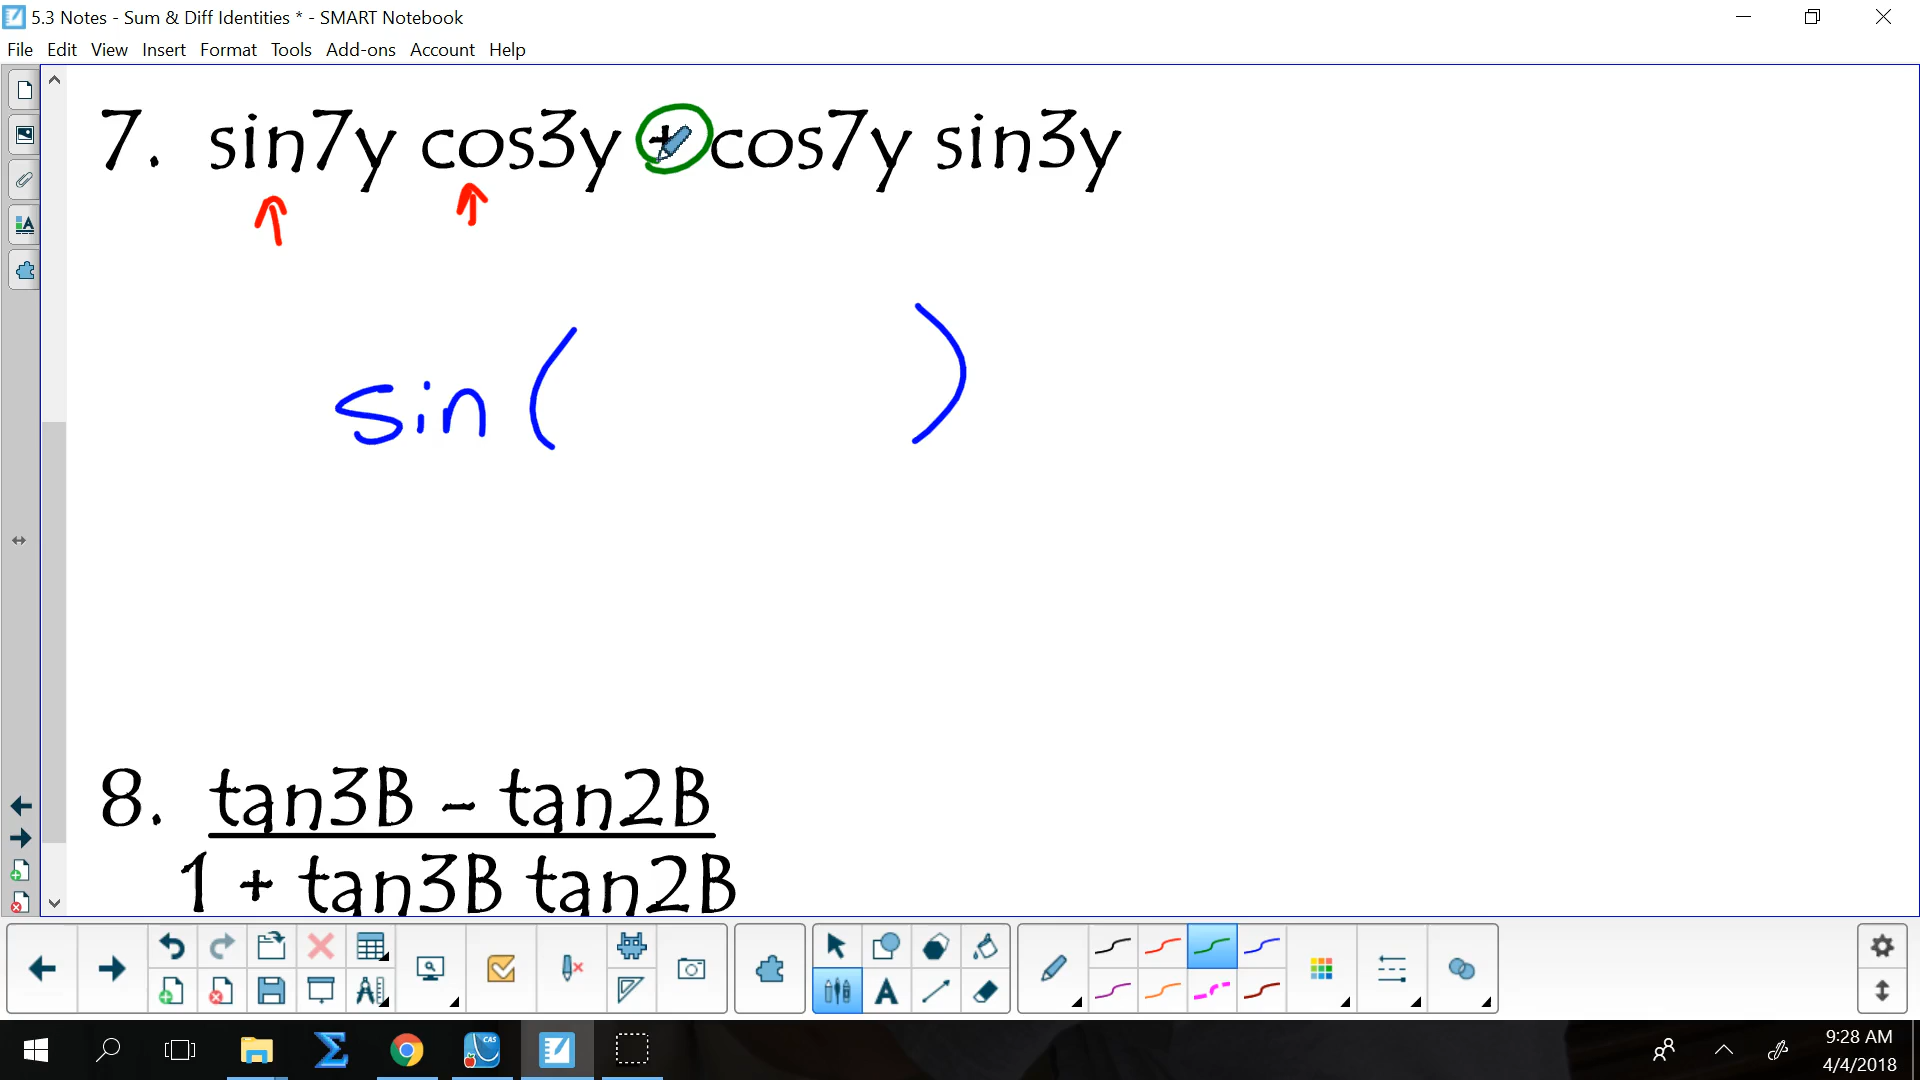 5.3 Notes - Sum & Diff Identities * - SMART Notebook
File Edit View Insert Format Tools Add-ons Account Help
7. sin7y cos3y + cos7y sin3y
sin ( )
8. tan3B – tan2B
1 + tan3B tan2B
CAS
9:28 AM
4/4/2018